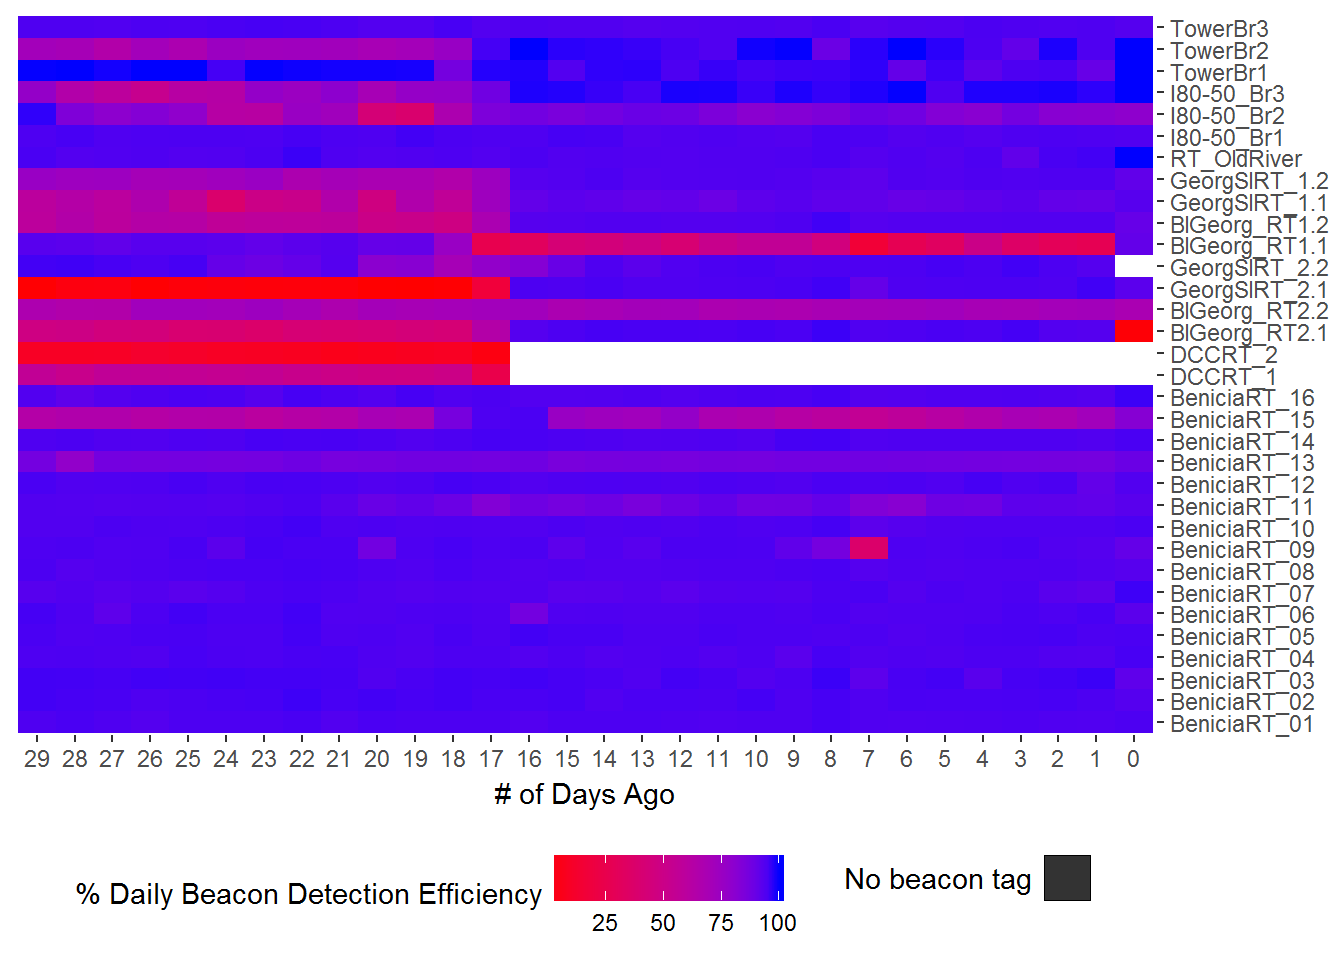 TowerBr3
TowerBr2
TowerBr1
I80-50_Br3
I80-50_Br2
I80-50_Br1
RT_OldRiver
GeorgSlRT_1.2
GeorgSlRT_1.1
BlGeorg_RT1.2
BlGeorg_RT1.1
GeorgSlRT_2.2
GeorgSlRT_2.1
BlGeorg_RT2.2
BlGeorg_RT2.1
DCCRT_2
DCCRT_1
BeniciaRT_16
BeniciaRT_15
BeniciaRT_14
BeniciaRT_13
BeniciaRT_12
BeniciaRT_11
BeniciaRT_10
BeniciaRT_09
BeniciaRT_08
BeniciaRT_07
BeniciaRT_06
BeniciaRT_05
BeniciaRT_04
BeniciaRT_03
BeniciaRT_02
BeniciaRT_01
29 28 27 26 25 24 23 22 21 20 19 18 17 16 15 14 13 12 11 10 9 8 7 6 5 4 3 2 1 0
# of Days Ago
% Daily Beacon Detection Efficiency
25 50 75 100
No beacon tag